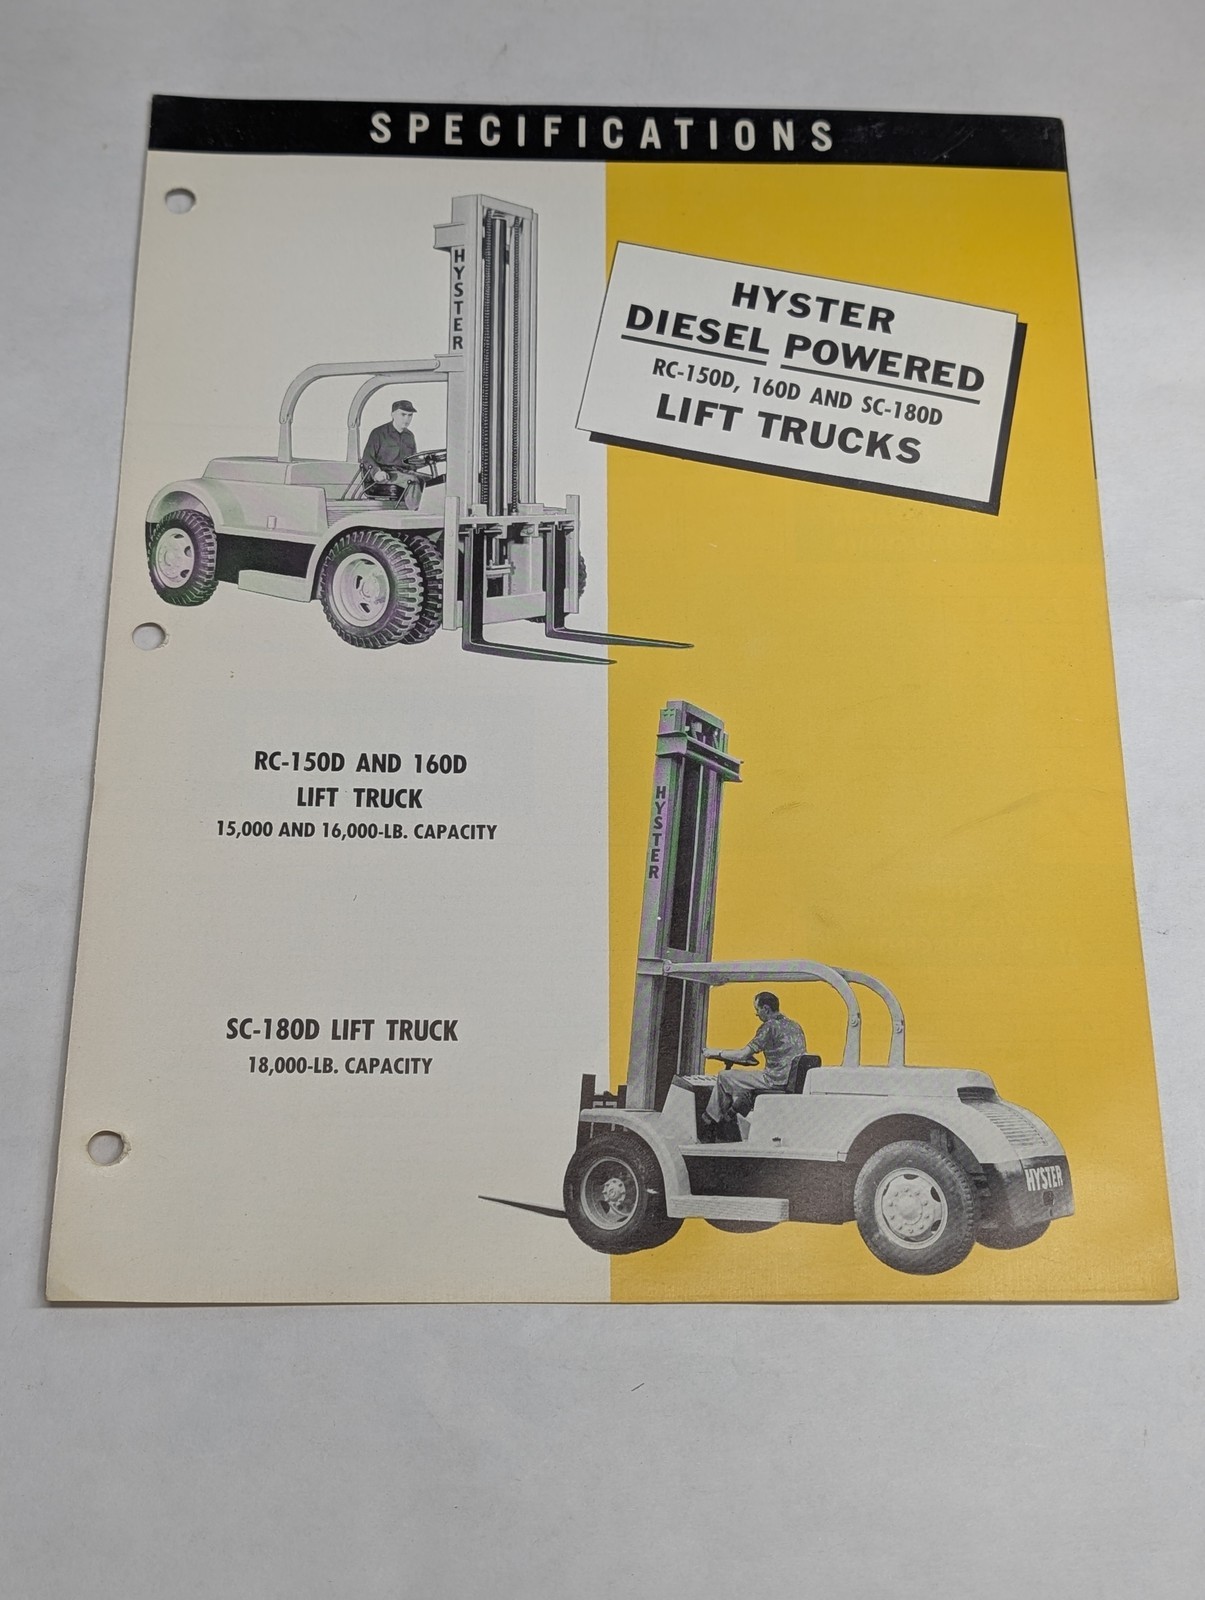 SPECIFICATIONS
HYSTER
HYSTER
DIESEL POWERED
RC-150D, 160D AND SC-180D
LIFT TRUCKS
RC-150D AND 160D
LIFT TRUCK
15,000 AND 16,000-LB. CAPACITY
HYSTER
SC-180D LIFT TRUCK
18,000-LB. CAPACITY
HYSTER